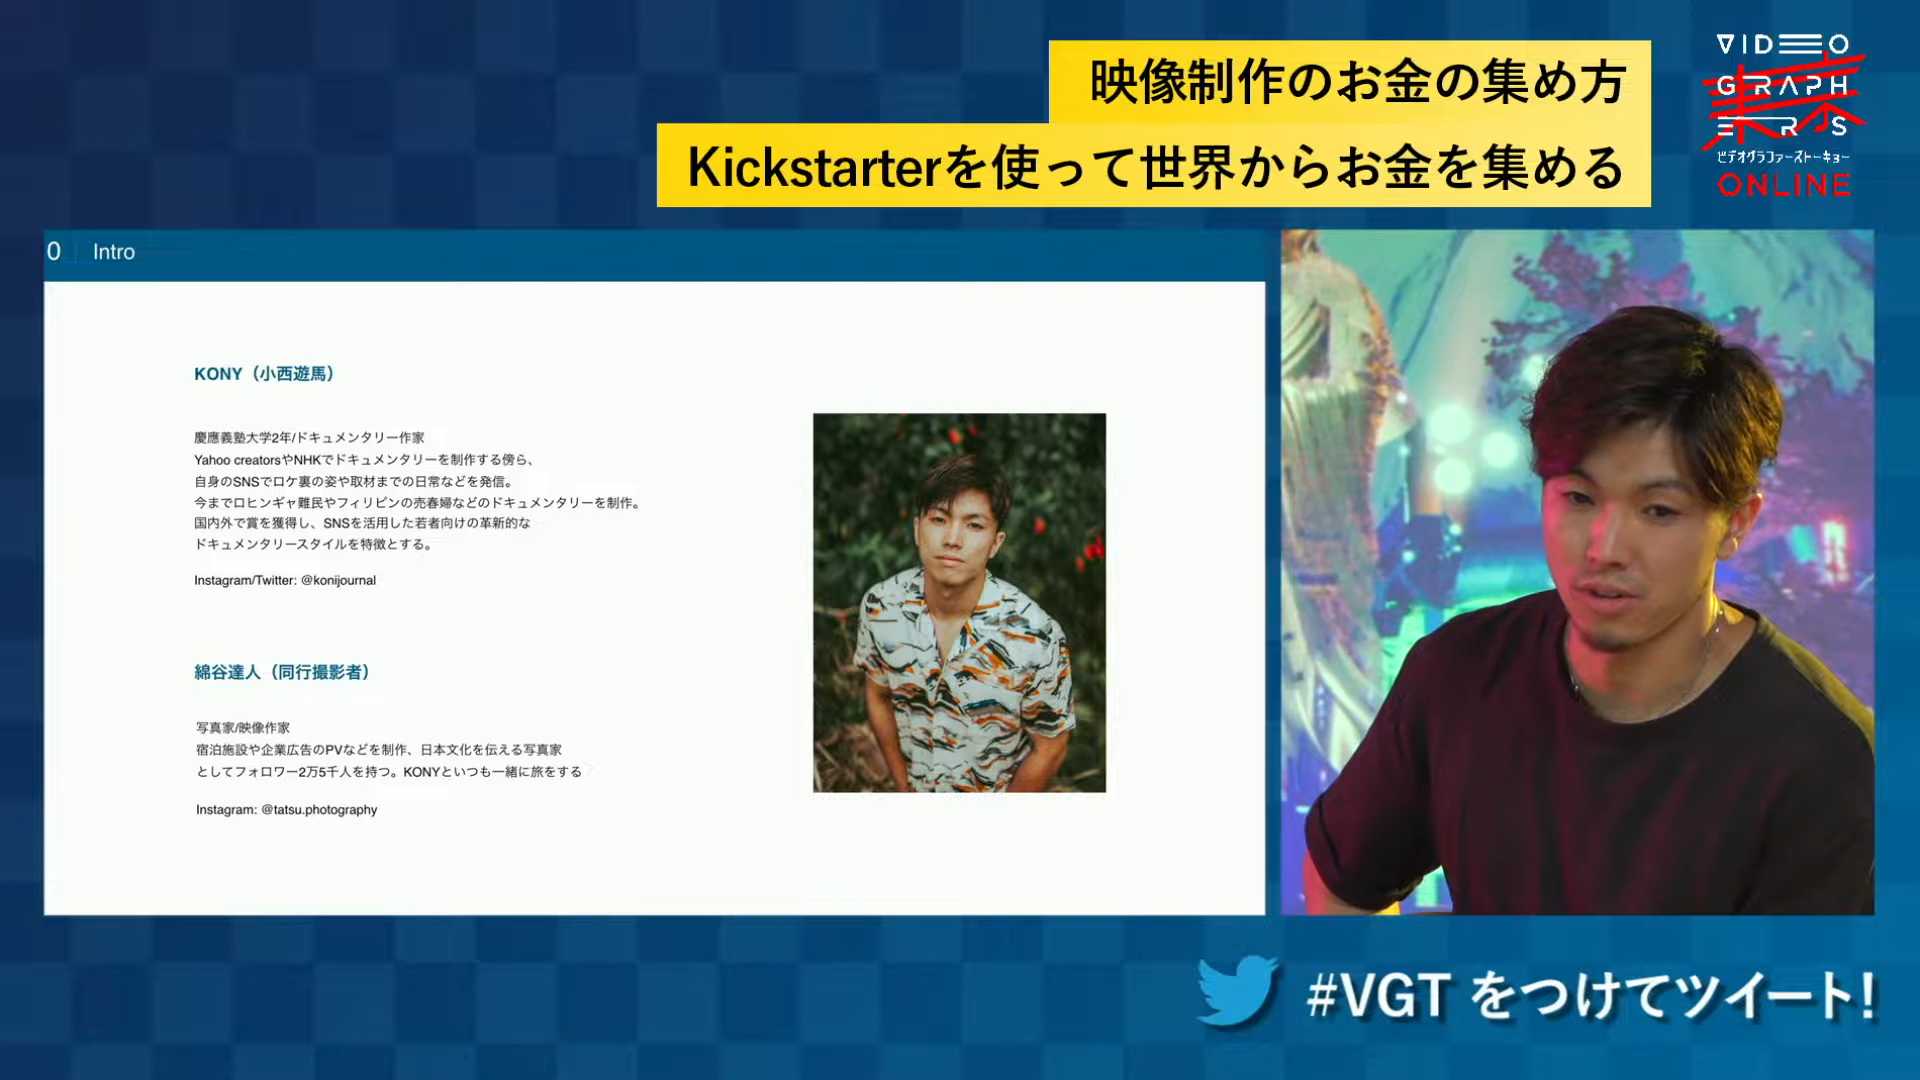 映像制作のお金の集め方
Kickstarterを使って世界からお金を集める
VIDEO
GRAPH
ERS
東京
ビデオグラファーズトーキョー
ONLINE
0 Intro
KONY（小西遊馬）
慶應義塾大学2年/ドキュメンタリー作家
Yahoo creatorsやNHKでドキュメンタリーを制作する傍ら、
自身のSNSでロケ裏の姿や取材までの日常などを発信。
今までロヒンギャ難民やフィリピンの売春婦などのドキュメンタリーを制作。
国内外で賞を獲得し、SNSを活用した若者向けの革新的な
ドキュメンタリースタイルを特徴とする。
Instagram/Twitter: @konijournal
綿谷達人（同行撮影者）
写真家/映像作家
宿泊施設や企業広告のPVなどを制作、日本文化を伝える写真家
としてフォロワー2万5千人を持つ。KONYといつも一緒に旅をする
Instagram: @tatsu.photography
#VGT をつけてツイート!